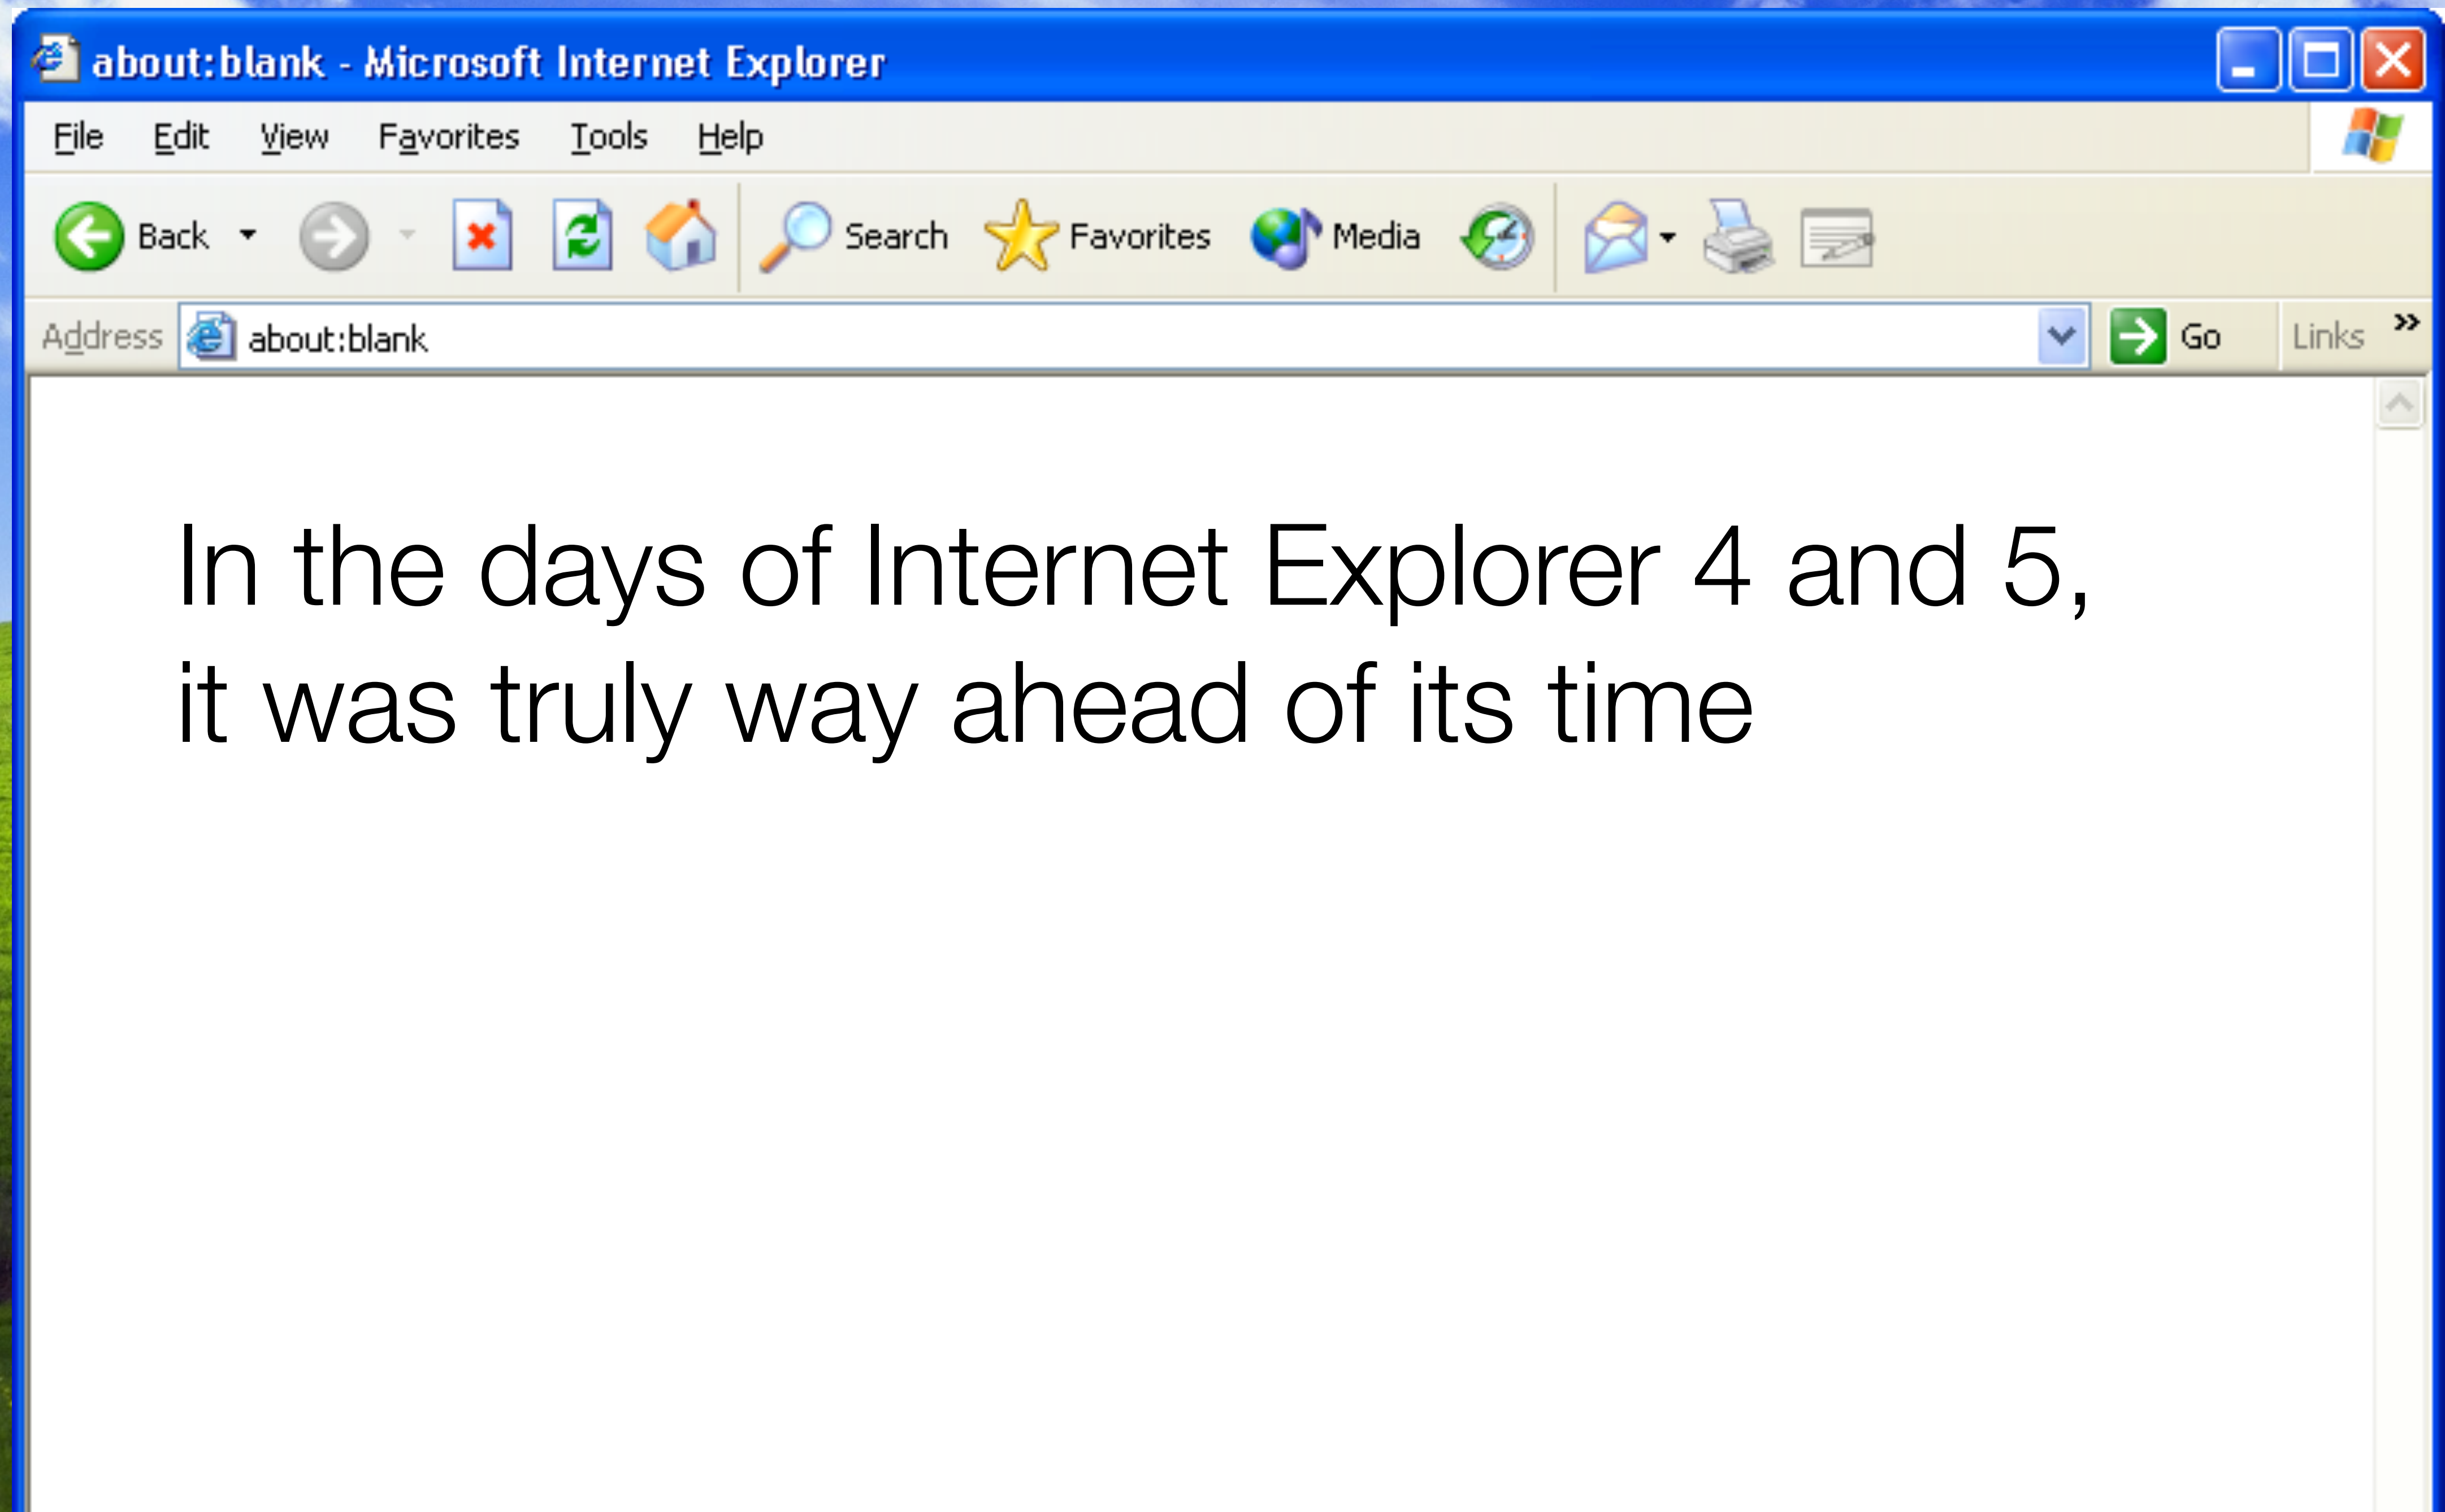 about:blank - Microsoft Internet Explorer
File Edit View Favorites Tools Help
Back Search Favorites Media
Address about:blank Go Links »
In the days of Internet Explorer 4 and 5,
it was truly way ahead of its time